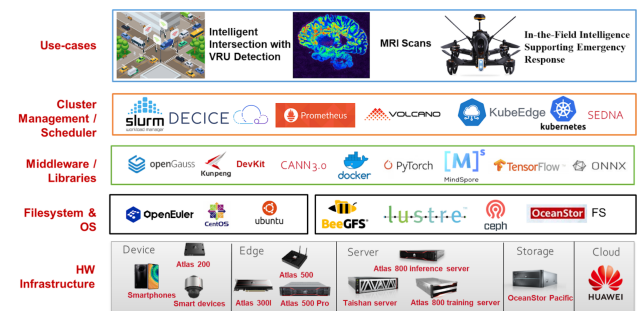 Use-cases
Intelligent
Intersection with
VRU Detection
MRI Scans
In-the-Field Intelligence
Supporting Emergency
Response
Cluster
Management /
Scheduler
slurm
workload manager
DECICE
Prometheus
VOLCANO
KubeEdge
kubernetes
SEDNA
Middleware /
Libraries
openGauss
Kunpeng
DevKit
CANN3.0
docker
PyTorch
[M]s
MindSpore
TensorFlow
ONNX
Filesystem &
OS
OpenEuler
CentOS
ubuntu
BeeGFS
l·u·s·t·r·e
ceph
OceanStor FS
HW
Infrastructure
Device
Atlas 200
Smartphones
Smart devices
Edge
Atlas 500
Atlas 300I
Atlas 500 Pro
Server
Atlas 800 inference server
Taishan server
Atlas 800 training server
Storage
OceanStor Pacific
Cloud
HUAWEI